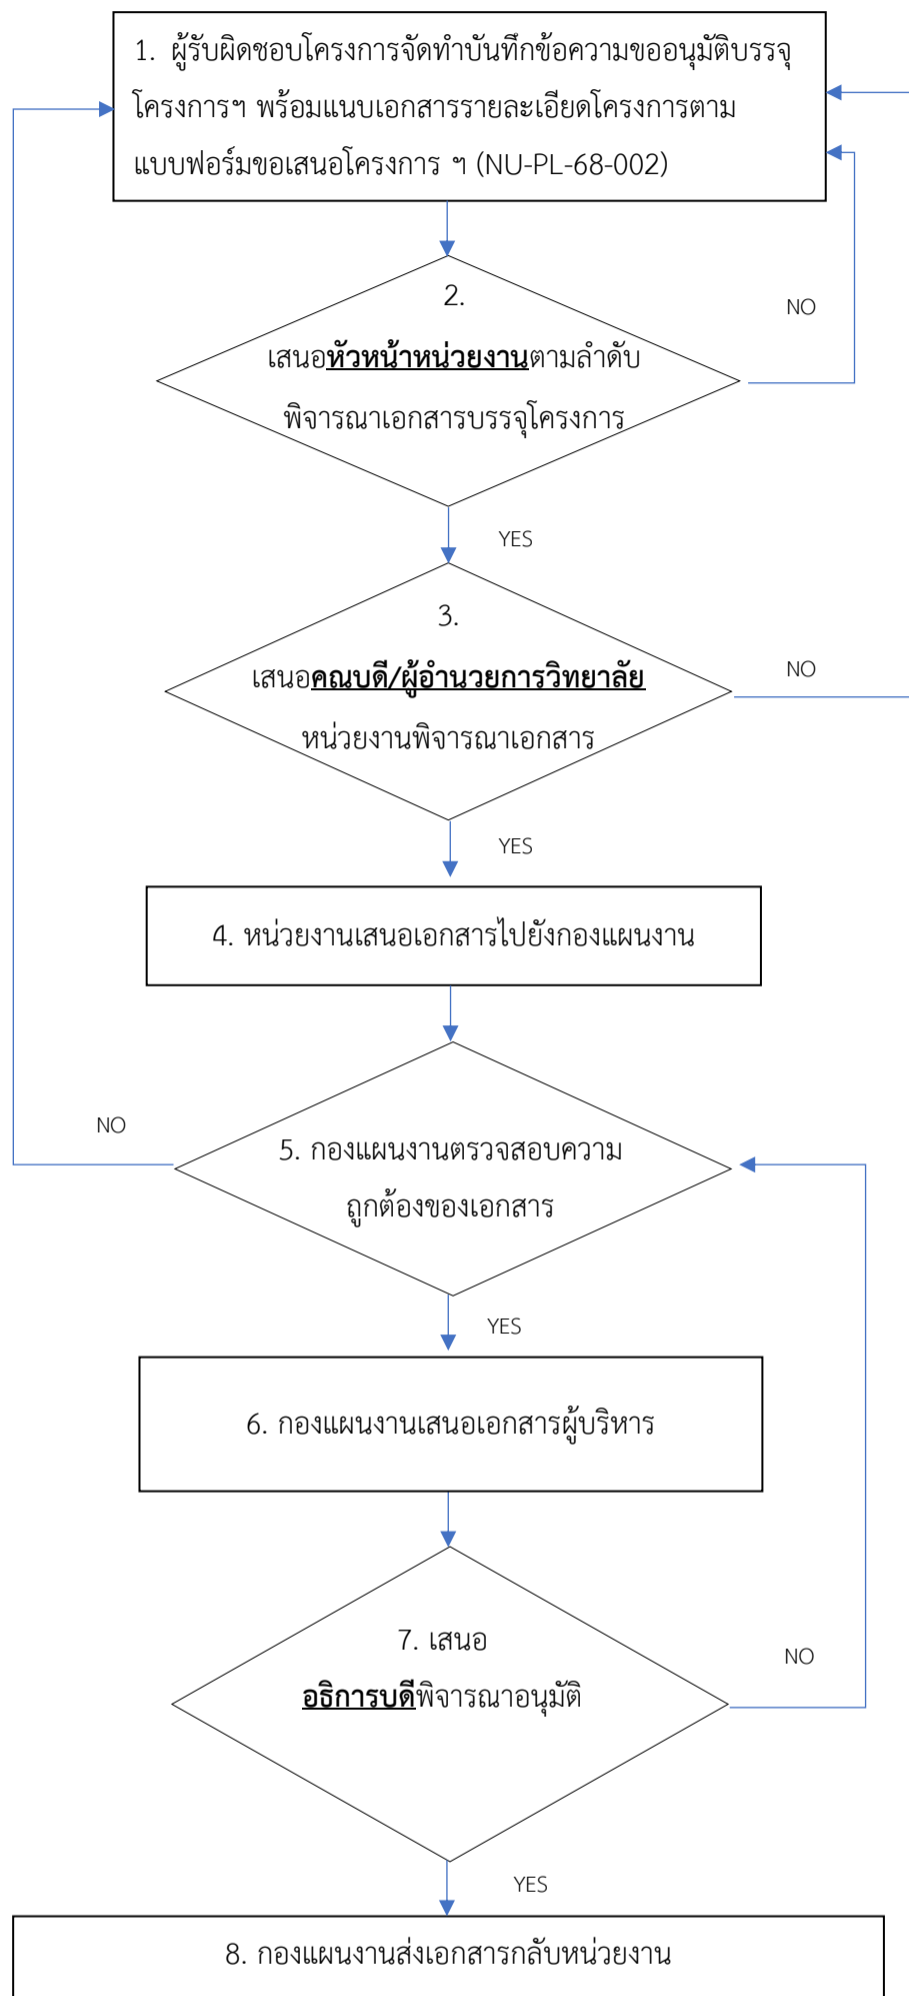 1. ผู้รับผิดชอบโครงการจัดทำบันทึกข้อความขออนุมัติบรรจุ
โครงการฯ พร้อมแนบเอกสารรายละเอียดโครงการตาม
แบบฟอร์มขอเสนอโครงการ ฯ (NU-PL-68-002)
2.
NO
เสนอหัวหน้าหน่วยงานตามลำดับ
พิจารณาเอกสารบรรจุโครงการ
YES
3.
NO
เสนอคณบดี/ผู้อำนวยการวิทยาลัย
หน่วยงานพิจารณาเอกสาร
YES
4. หน่วยงานเสนอเอกสารไปยังกองแผนงาน
NO
5. กองแผนงานตรวจสอบความ
ถูกต้องของเอกสาร
YES
6. กองแผนงานเสนอเอกสารผู้บริหาร
7. เสนอ
NO
อธิการบดีพิจารณาอนุมัติ
YES
8. กองแผนงานส่งเอกสารกลับหน่วยงาน